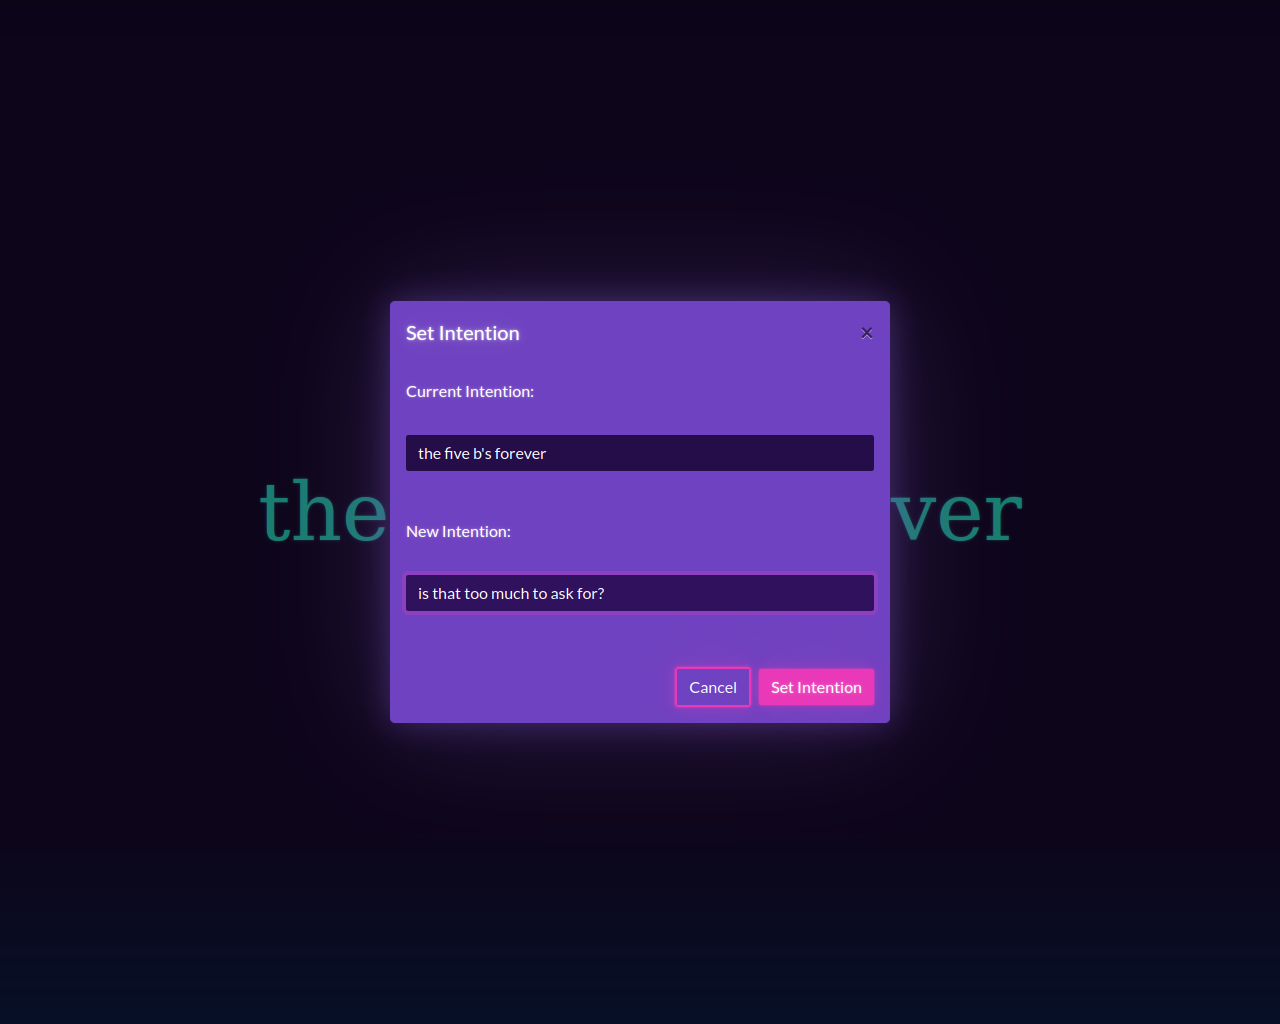 Set Intention
×
Current Intention:
the five b's forever
the ver
New Intention:
is that too much to ask for?
Cancel
Set Intention